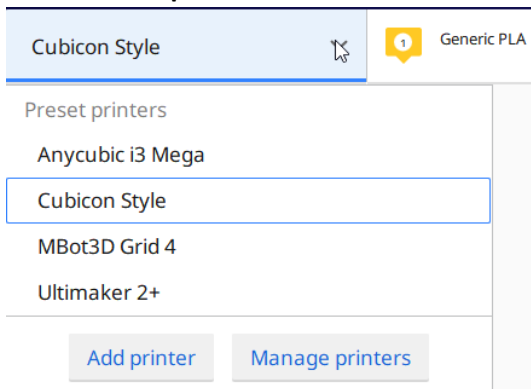 Cubicon Style
1
Generic PLA
Preset printers
Anycubic i3 Mega
Cubicon Style
MBot3D Grid 4
Ultimaker 2+
Add printer
Manage printers